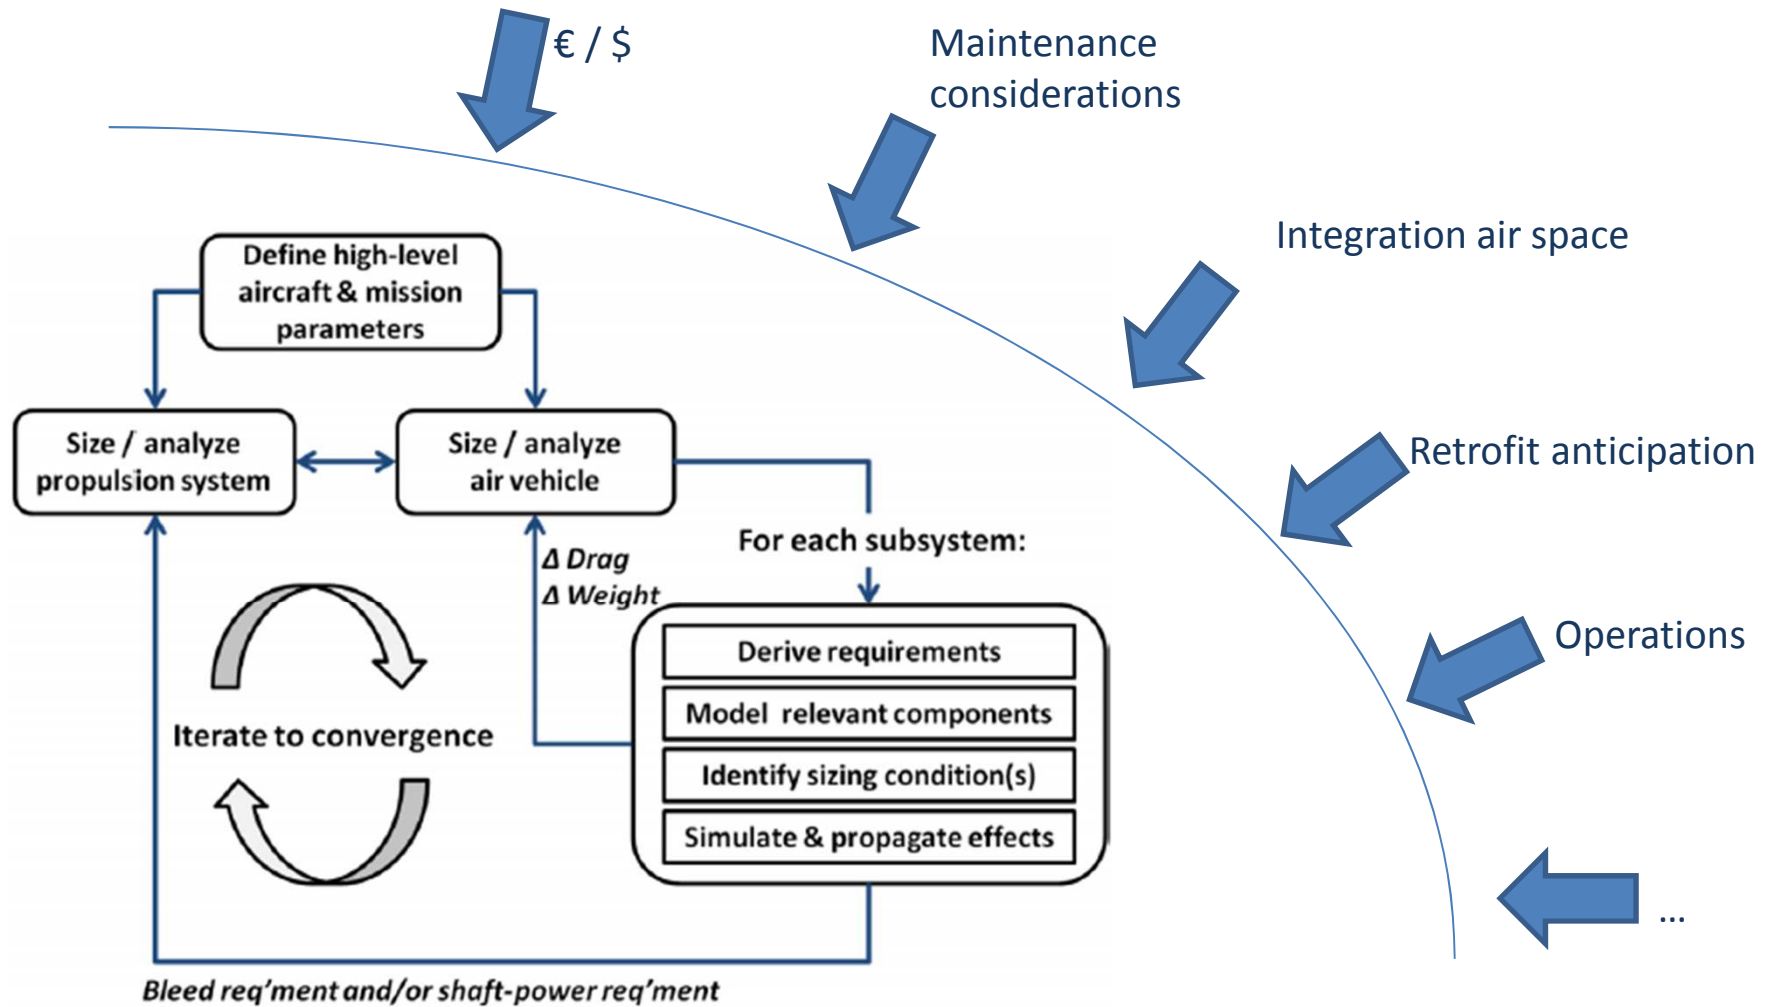 € / $
Maintenance
considerations
Integration air space
Define high-level
aircraft & mission
parameters
Size / analyze
propulsion system
Size / analyze
air vehicle
Retrofit anticipation
For each subsystem:
Δ Drag
Δ Weight
Derive requirements
Model relevant components
Identify sizing condition(s)
Simulate & propagate effects
Operations
Iterate to convergence
...
Bleed req'ment and/or shaft-power req'ment